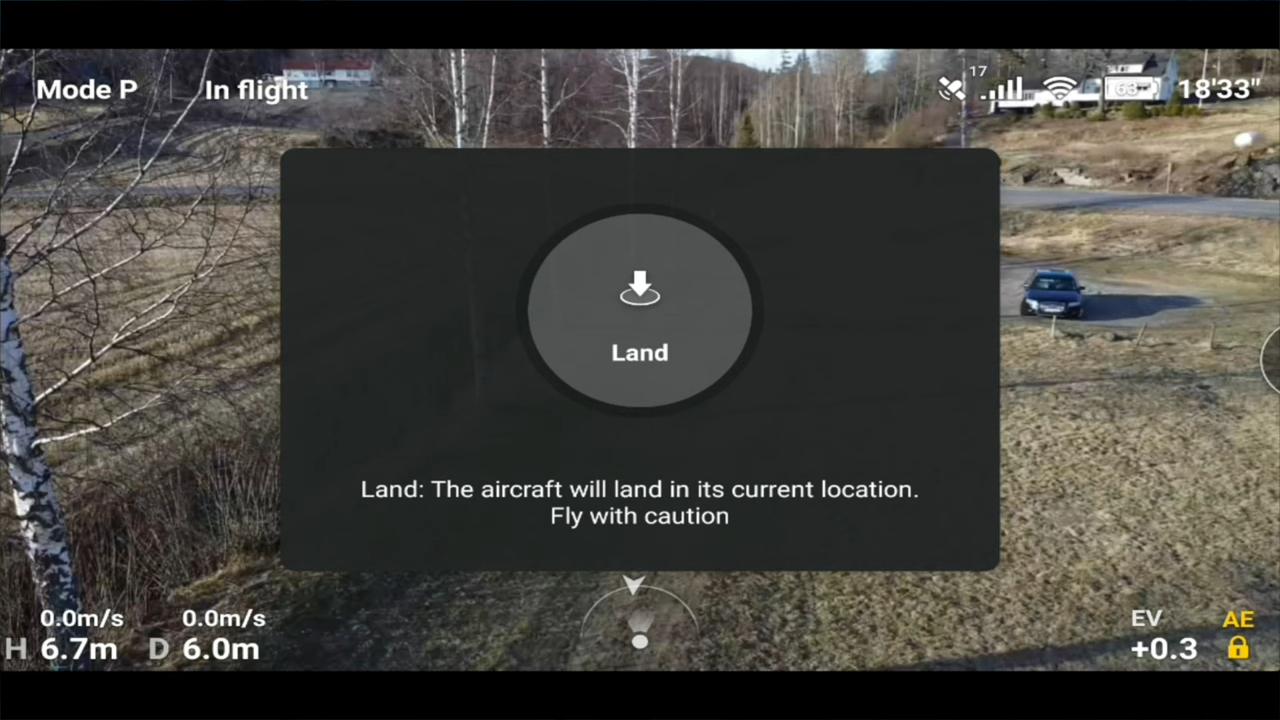 Mode P
In flight
17
63
18'33"
Land
Land: The aircraft will land in its current location.
Fly with caution
0.0m/s
0.0m/s
H 6.7m
D 6.0m
EV
+0.3
AE